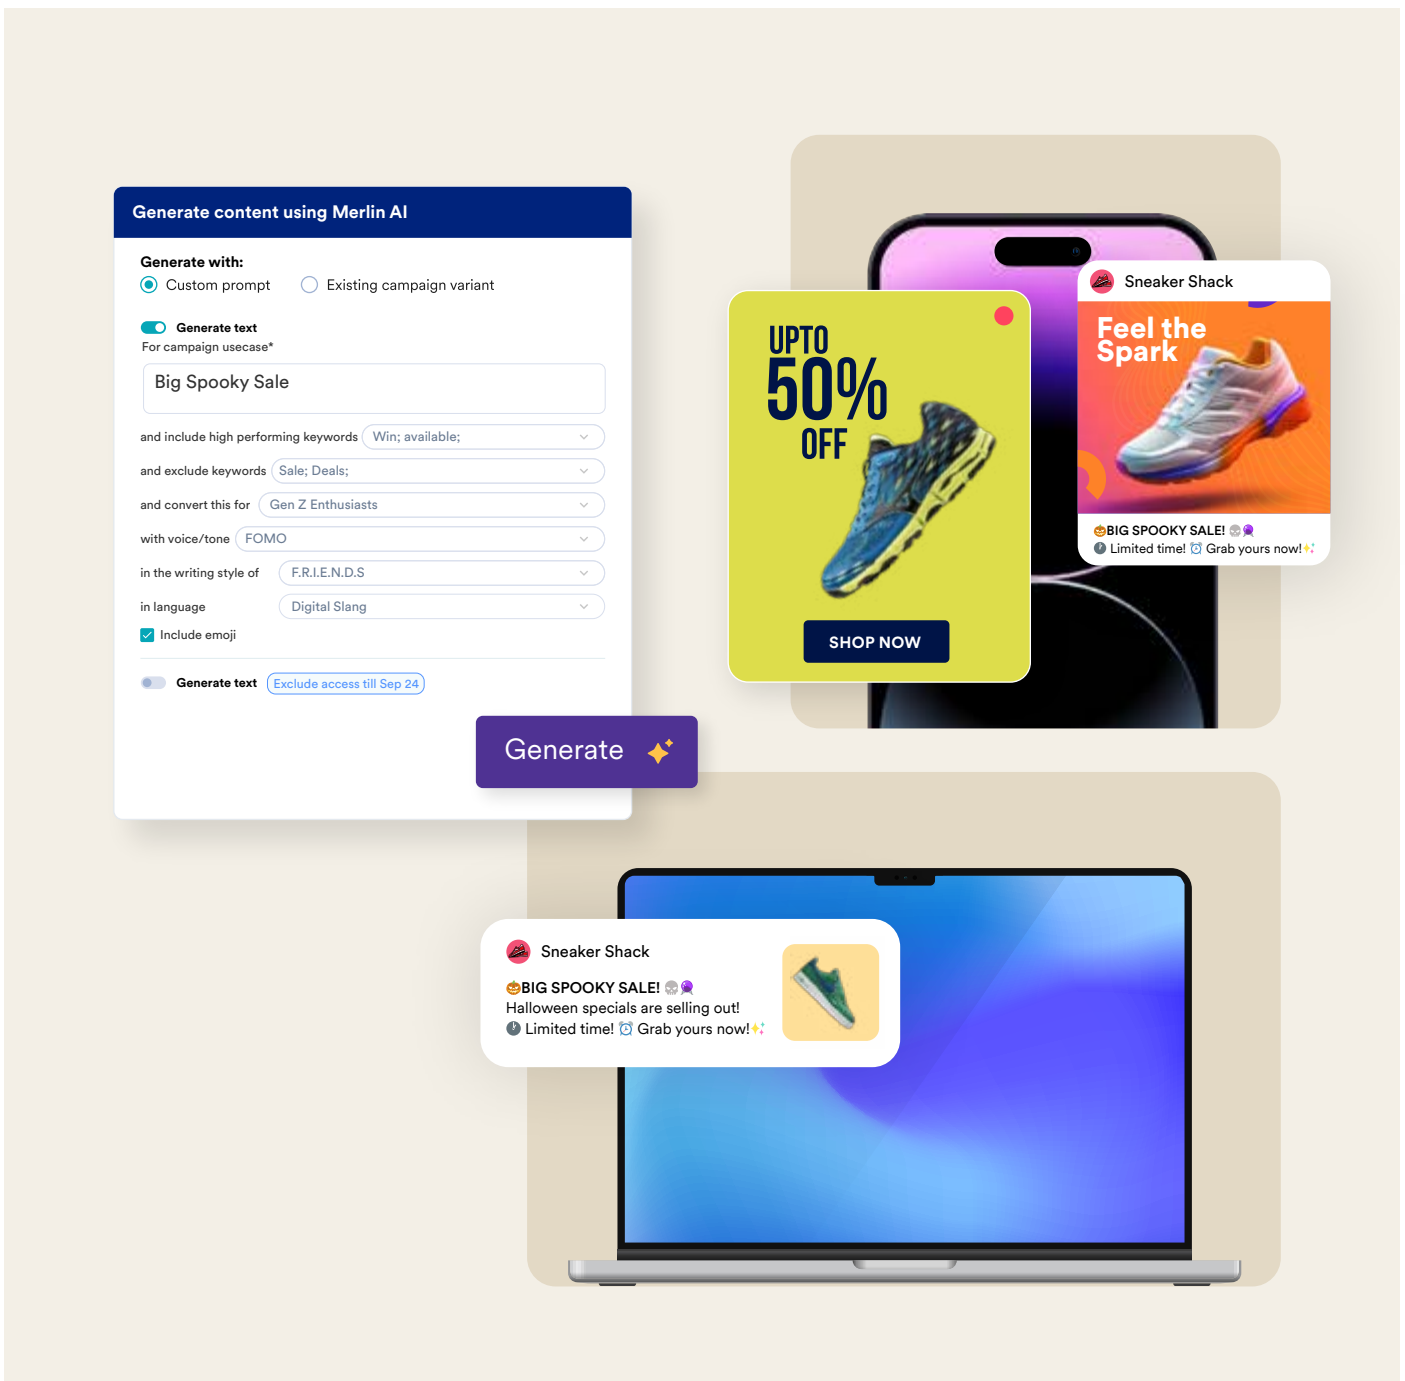 Generate content using Merlin AI
Generate with:
Custom prompt
Existing campaign variant
Generate text
For campaign usecase*
Big Spooky Sale
and include high performing keywords Win; available;
and exclude keywords Sale; Deals;
and convert this for Gen Z Enthusiasts
with voice/tone FOMO
in the writing style of F.R.I.E.N.D.S
in language Digital Slang
Include emoji
Generate text Exclude access till Sep 24
Generate
UPTO
50%
OFF
SHOP NOW
Sneaker Shack
Feel the
Spark
🎃BIG SPOOKY SALE! 💀🔮
🕐 Limited time! ⏰ Grab yours now!✨
Sneaker Shack
🎃BIG SPOOKY SALE! 💀🔮
Halloween specials are selling out!
🕐 Limited time! ⏰ Grab yours now!✨